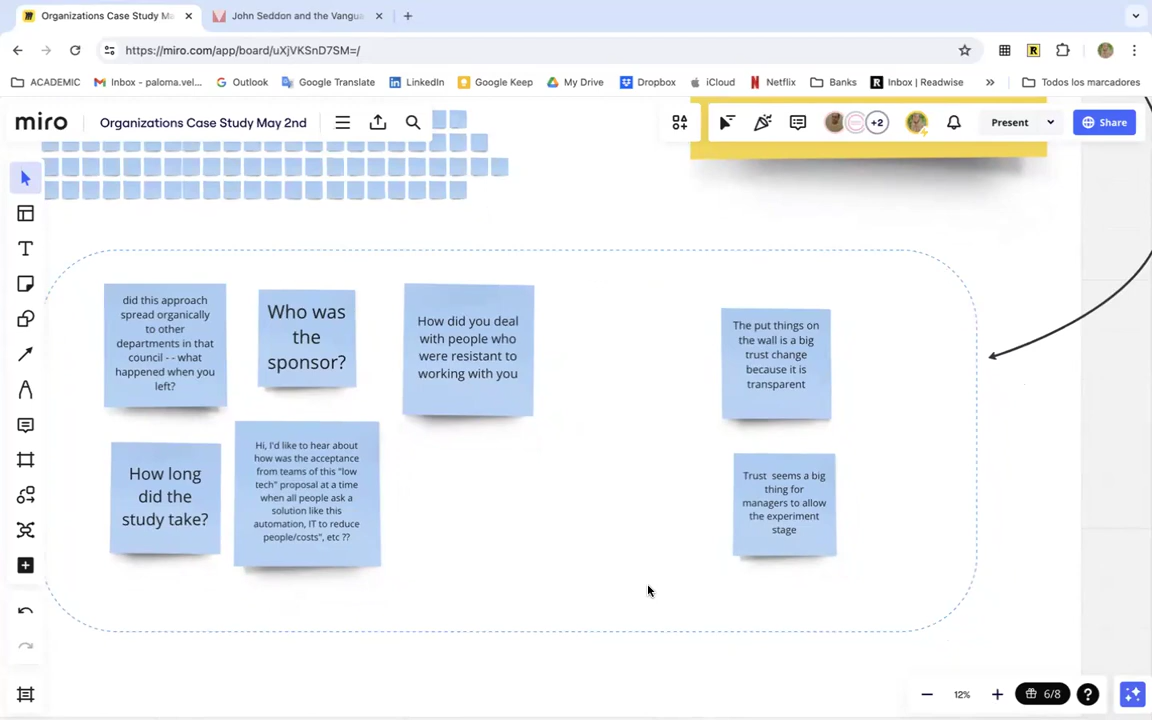 Organizations Case Study Ma
John Seddon and the Vangua
https://miro.com/app/board/uXjVKSnD7SM=/
ACADEMIC
Inbox - paloma.vel...
Outlook
Google Translate
LinkedIn
Google Keep
My Drive
Dropbox
iCloud
Netflix
Banks
Inbox | Readwise
»
Todos los marcadores
miro
Organizations Case Study May 2nd
+2
Present
Share
did this approach
spread organically
to other
departments in that
council - - what
happened when you
left?
Who was
the
sponsor?
How did you deal
with people who
were resistant to
working with you
The put things on
the wall is a big
trust change
because it is
transparent
How long
did the
study take?
Hi, I'd like to hear about
how was the acceptance
from teams of this "low
tech" proposal at a time
when all people ask a
solution like this
automation, IT to reduce
people/costs", etc ??
Trust seems a big
thing for
managers to allow
the experiment
stage
12%
6/8